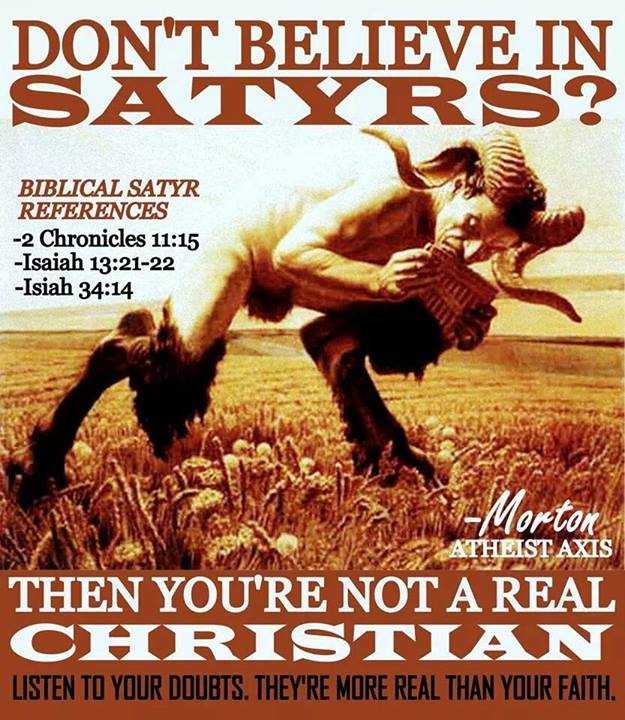 DON'T BELIEVE IN
SATYRS?
BIBLICAL SATYR
REFERENCES
-2 Chronicles 11:15
-Isaiah 13:21-22
-Isiah 34:14
-Morton
ATHEIST AXIS
THEN YOU'RE NOT A REAL
CHRISTIAN
LISTEN TO YOUR DOUBTS. THEY'RE MORE REAL THAN YOUR FAITH.